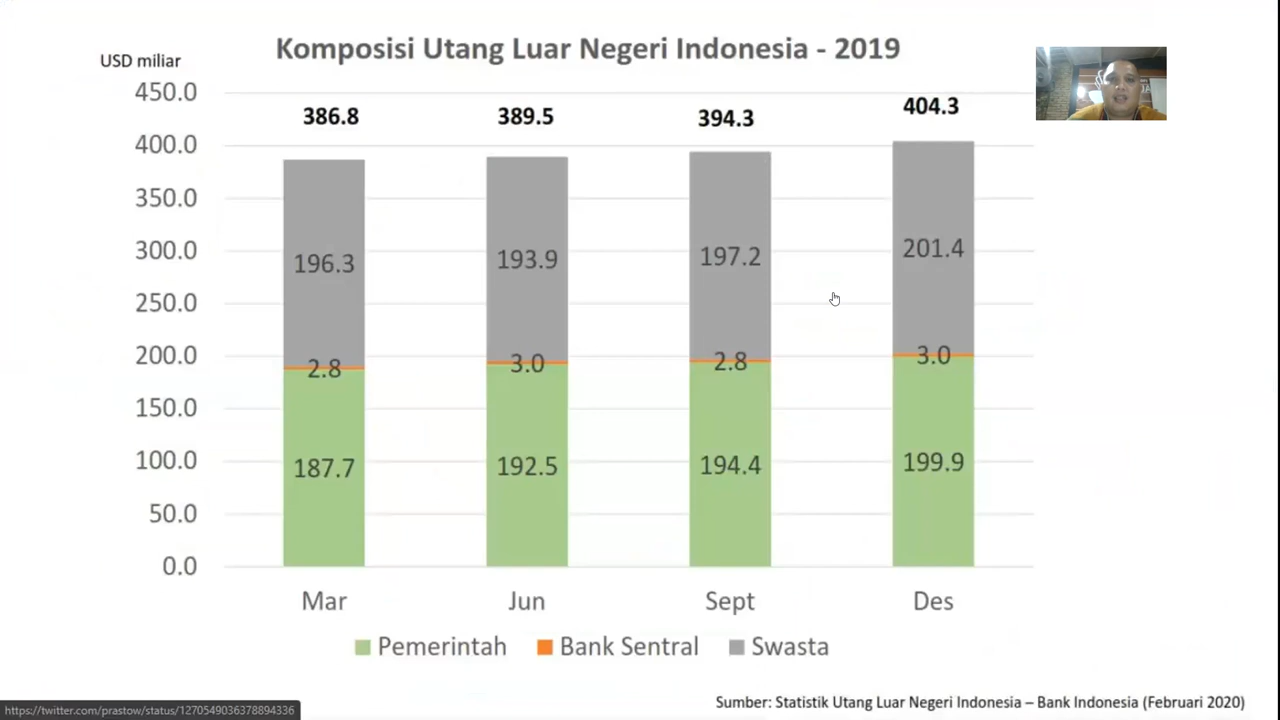 Komposisi Utang Luar Negeri Indonesia - 2019
USD miliar
450.0
400.0
350.0
300.0
250.0
200.0
150.0
100.0
50.0
0.0
386.8 389.5 394.3 404.3
196.3 193.9 197.2 201.4
2.8 3.0 2.8 3.0
187.7 192.5 194.4 199.9
Mar Jun Sept Des
Pemerintah Bank Sentral Swasta
Sumber: Statistik Utang Luar Negeri Indonesia – Bank Indonesia (Februari 2020)
https://twitter.com/prastow/status/1270549036378894336